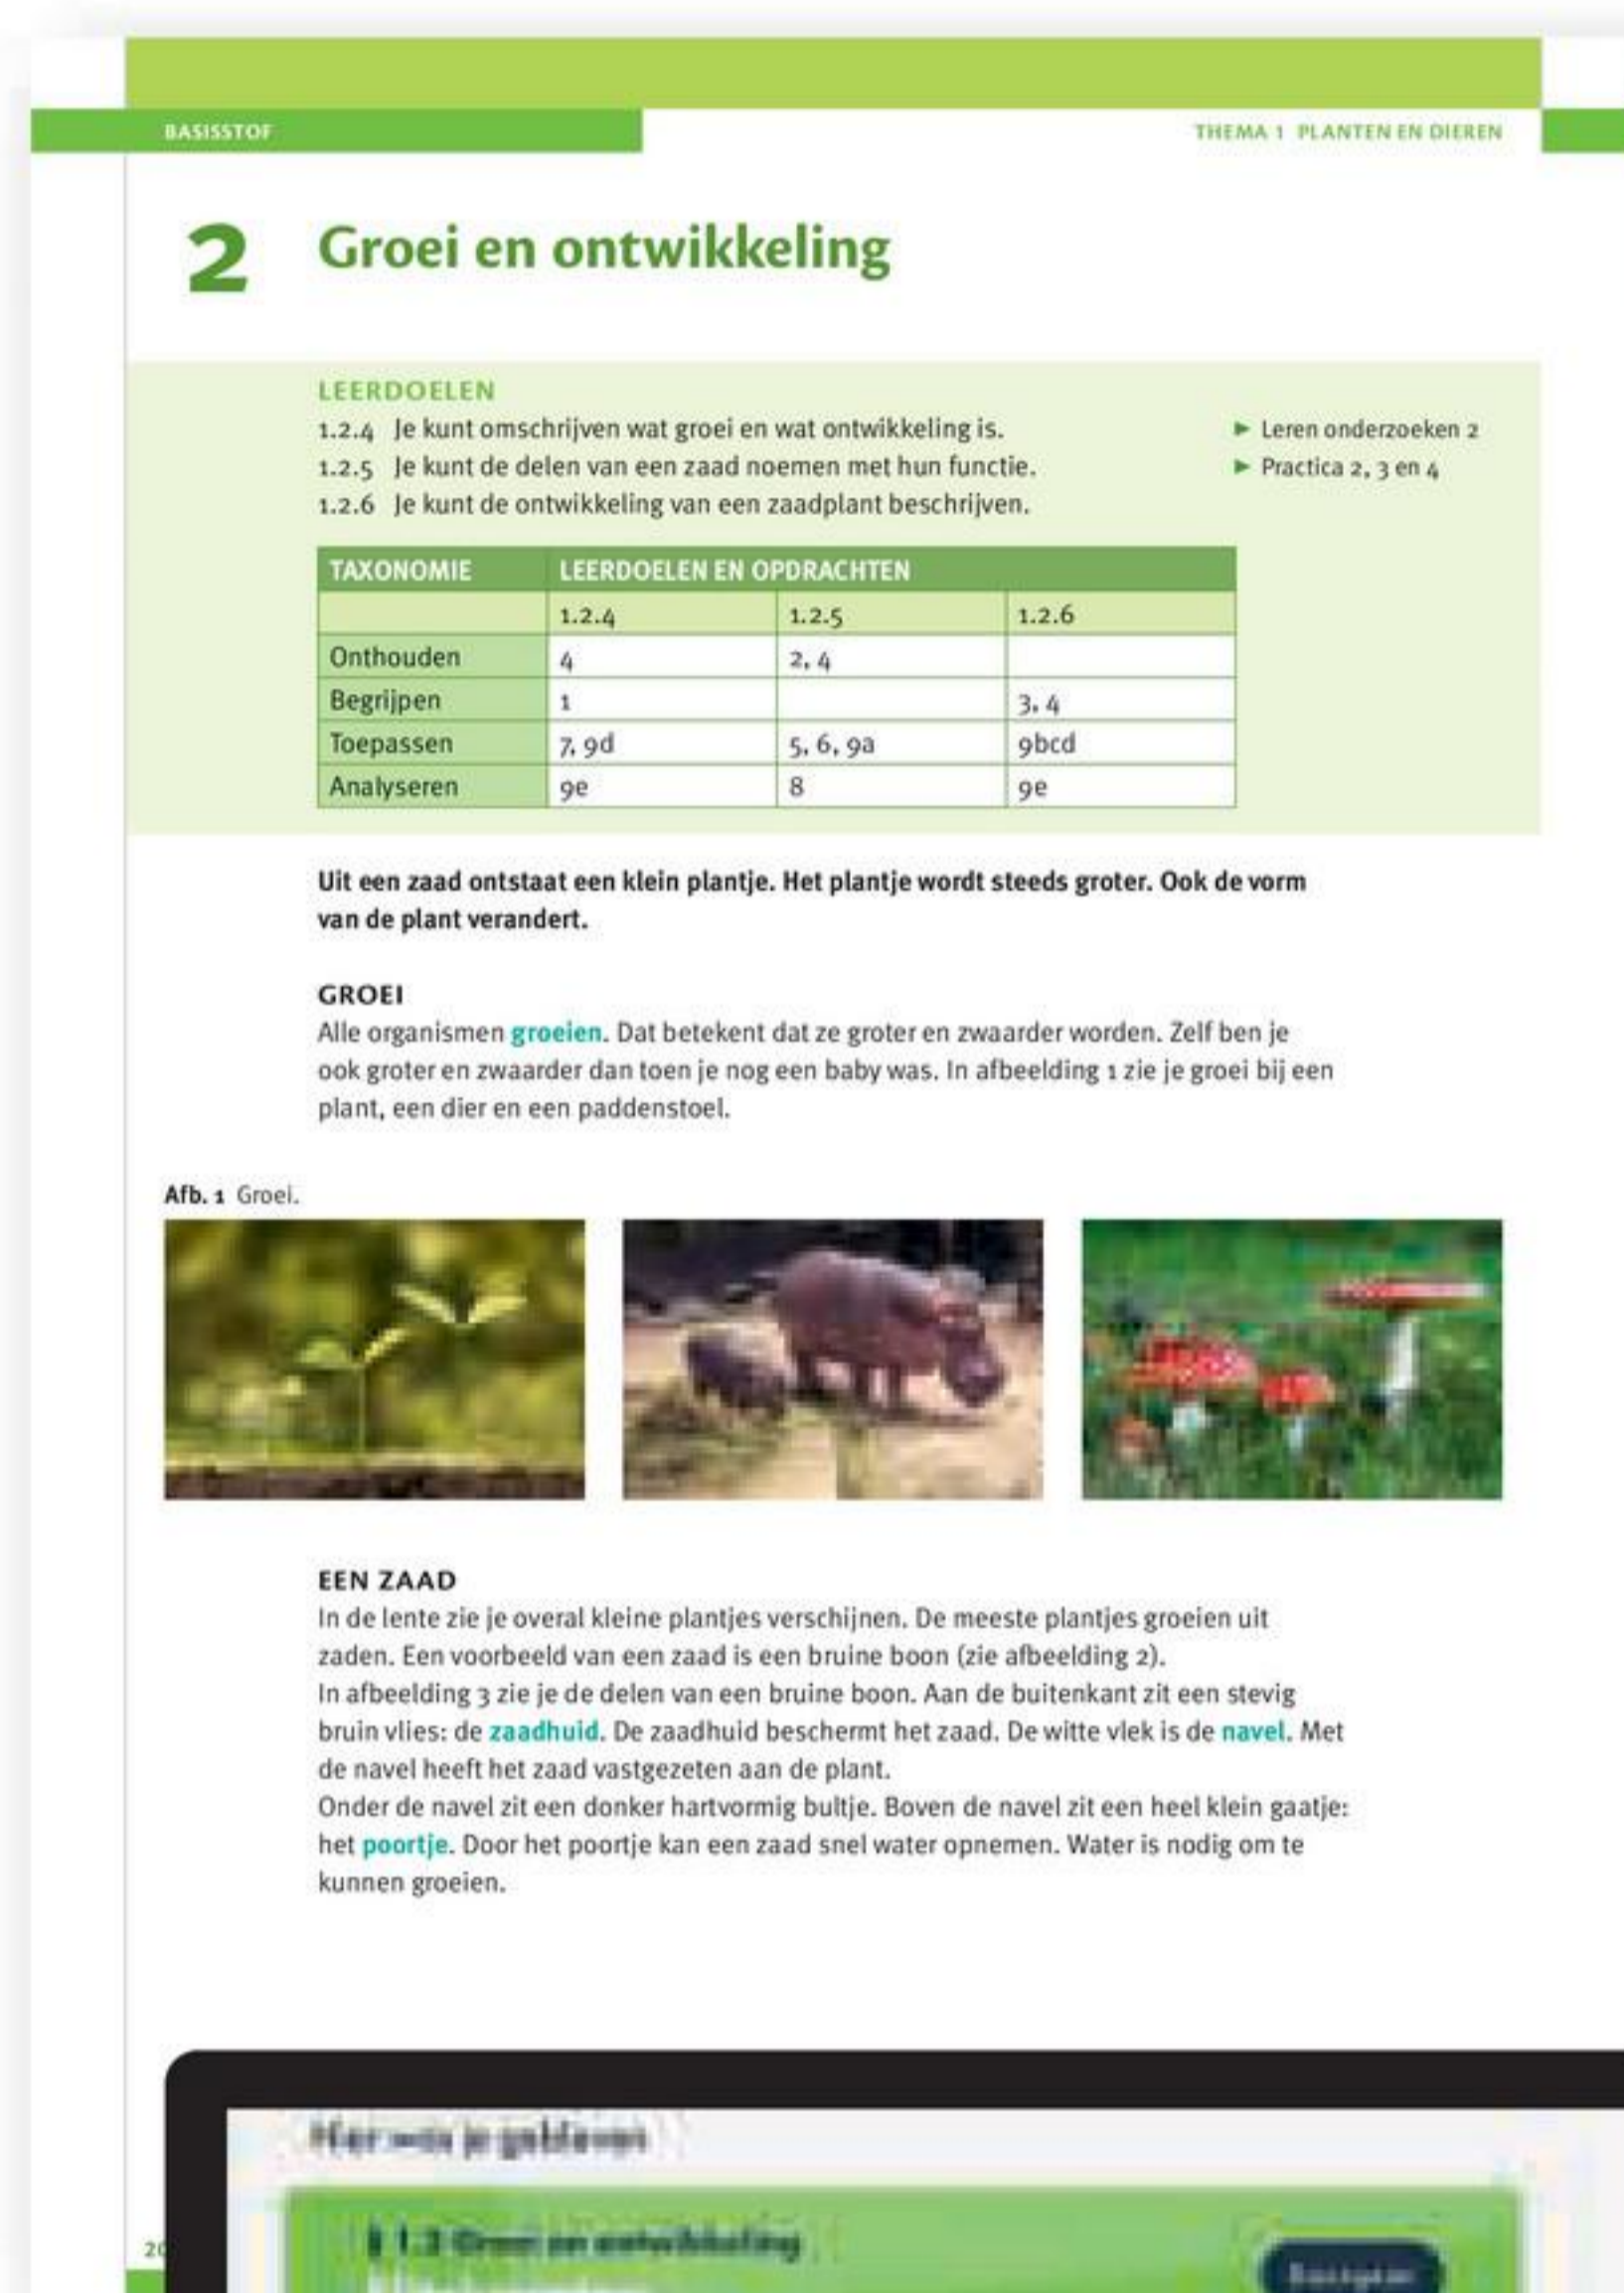 BASISSTOF
THEMA 1 PLANTEN EN DIEREN
2 Groei en ontwikkeling
LEERDOELEN
1.2.4 Je kunt omschrijven wat groei en wat ontwikkeling is.
1.2.5 Je kunt de delen van een zaad noemen met hun functie.
1.2.6 Je kunt de ontwikkeling van een zaadplant beschrijven.
► Leren onderzoeken 2
► Practica 2, 3 en 4
TAXONOMIE LEERDOELEN EN OPDRACHTEN
1.2.4 1.2.5 1.2.6
Onthouden 4 2, 4
Begrijpen 1 3, 4
Toepassen 7, 9d 5, 6, 9a 9bcd
Analyseren 9e 8 9e
Uit een zaad ontstaat een klein plantje. Het plantje wordt steeds groter. Ook de vorm
van de plant verandert.
GROEI
Alle organismen groeien. Dat betekent dat ze groter en zwaarder worden. Zelf ben je
ook groter en zwaarder dan toen je nog een baby was. In afbeelding 1 zie je groei bij een
plant, een dier en een paddenstoel.
Afb. 1 Groei.
EEN ZAAD
In de lente zie je overal kleine plantjes verschijnen. De meeste plantjes groeien uit
zaden. Een voorbeeld van een zaad is een bruine boon (zie afbeelding 2).
In afbeelding 3 zie je de delen van een bruine boon. Aan de buitenkant zit een stevig
bruin vlies: de zaadhuid. De zaadhuid beschermt het zaad. De witte vlek is de navel. Met
de navel heeft het zaad vastgezeten aan de plant.
Onder de navel zit een donker hartvormig bultje. Boven de navel zit een heel klein gaatje:
het poortje. Door het poortje kan een zaad snel water opnemen. Water is nodig om te
kunnen groeien.
Hier was je gebleven
1.2 Groei en ontwikkeling